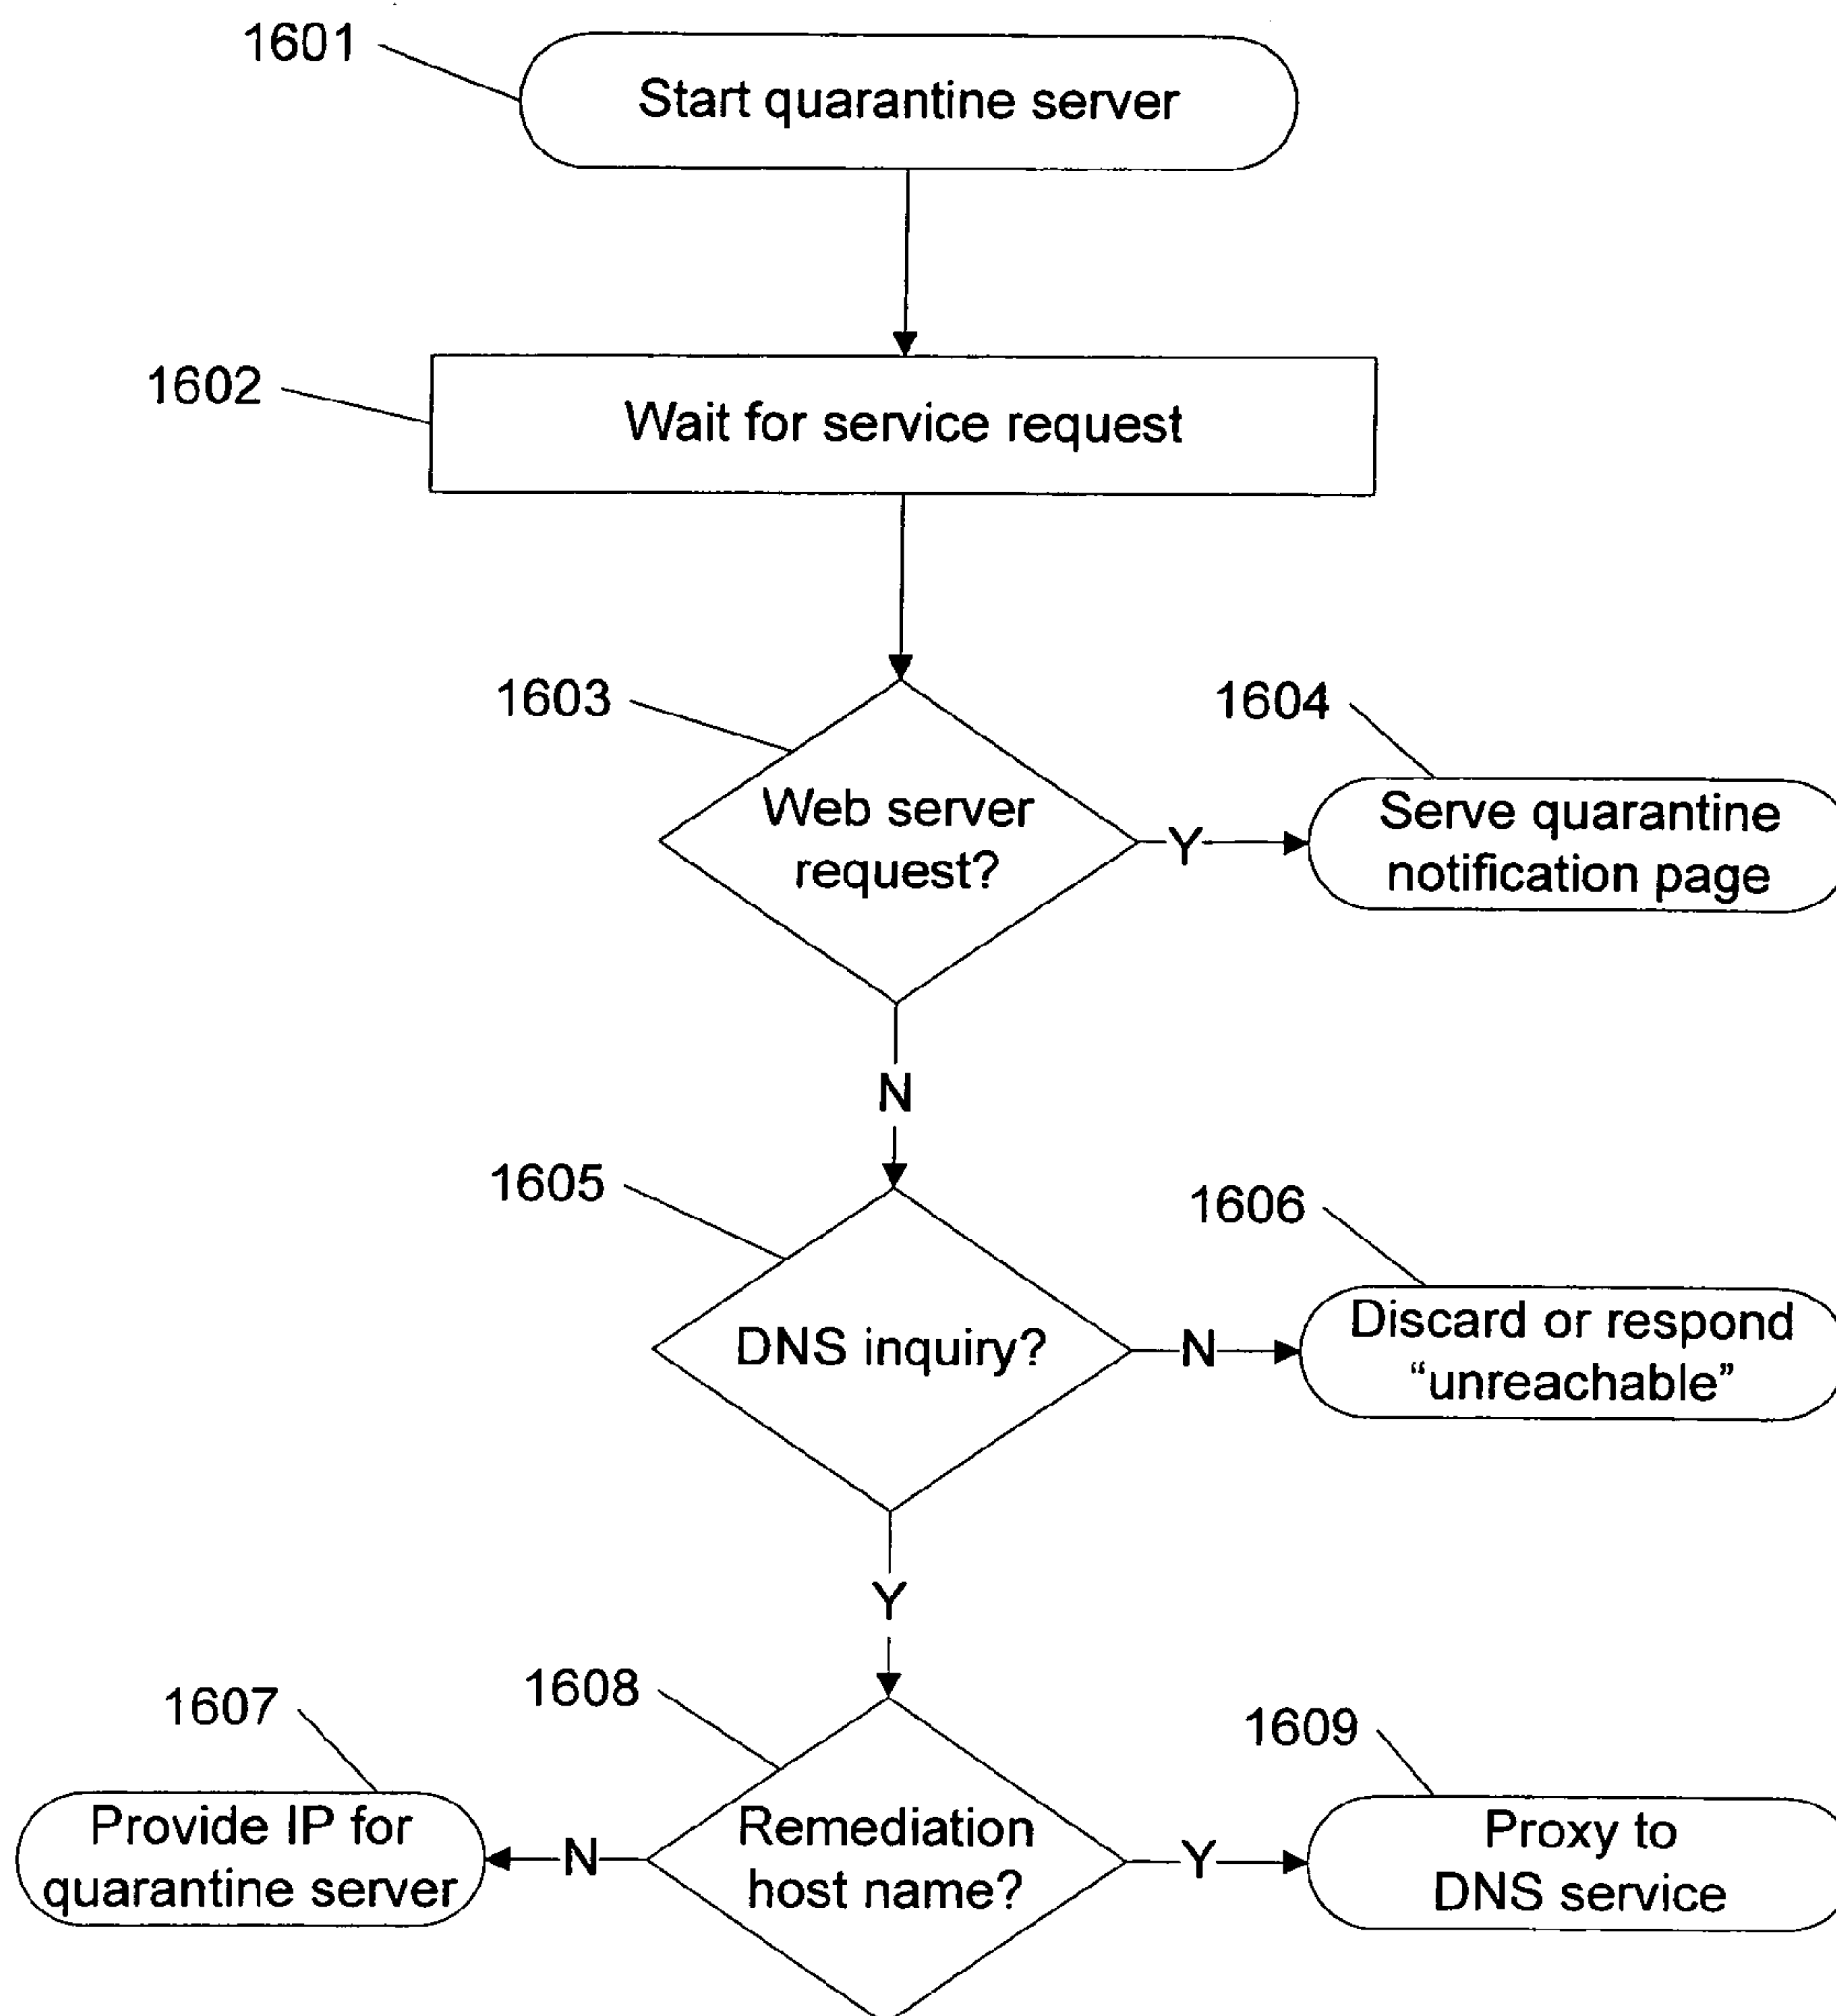 1601
Start quarantine server
1602
Wait for service request
1603
Web server
request?
Y
1604
Serve quarantine
notification page
N
1605
DNS inquiry?
N
1606
Discard or respond
“unreachable”
Y
1607
Provide IP for
quarantine server
N
1608
Remediation
host name?
Y
1609
Proxy to
DNS service